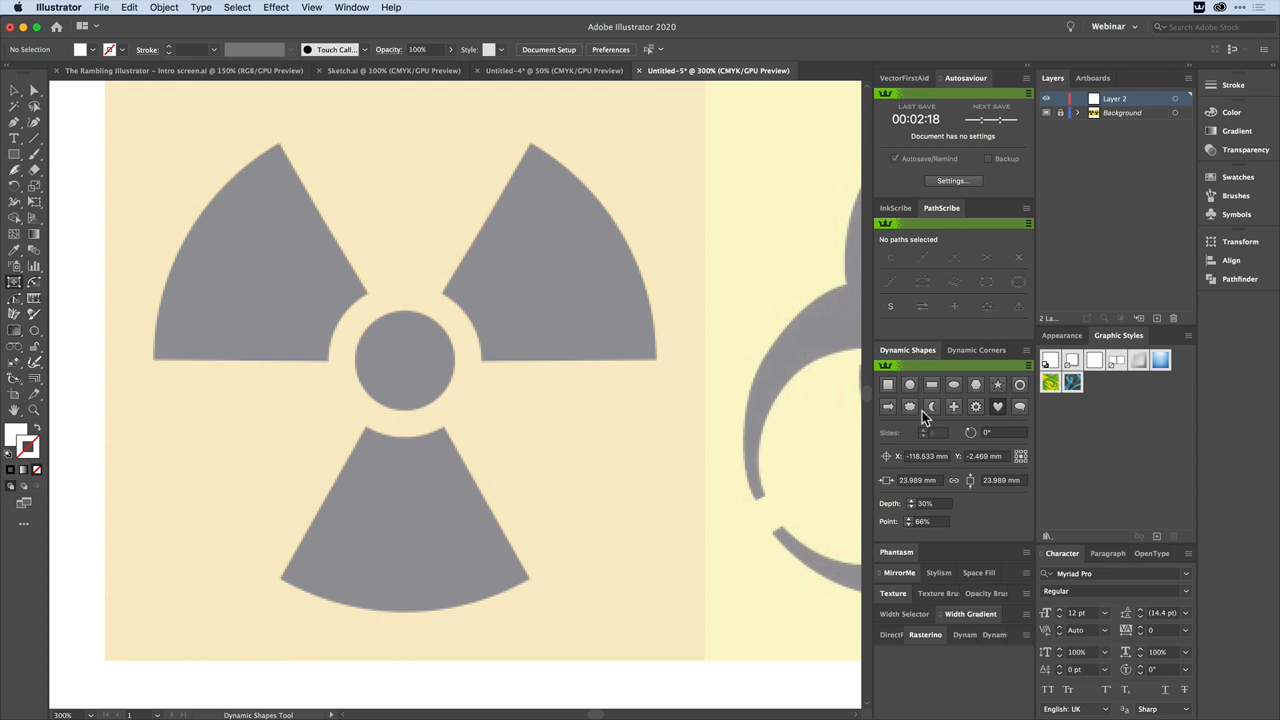 Illustrator File Edit Object Type Select Effect View Window Help
Adobe Illustrator 2020
Webinar
Search Adobe Stock
No Selection
Stroke:
Touch Call...
Opacity: 100%
Style:
Document Setup
Preferences
The Rambling Illustrator - Intro screen.ai @ 150% (RGB/GPU Preview)
Sketch.ai @ 100% (CMYK/GPU Preview)
Untitled-4* @ 50% (CMYK/GPU Preview)
Untitled-5* @ 300% (CMYK/GPU Preview)
VectorFirstAid Autosaviour
LAST SAVE NEXT SAVE
00:02:18
Document has no settings
Autosave/Remind Backup
Settings...
InkScribe PathScribe
No paths selected
Dynamic Shapes Dynamic Corners
Sides: 4 0°
X: -118.533 mm Y: -2.469 mm
23.989 mm 23.989 mm
Depth: 30%
Point: 66%
Phantasm
MirrorMe Stylism Space Fill
Texture Texture Bru Opacity Brus
Width Selector Width Gradient
DirectP Rasterino Dynam Dynam
Layers Artboards
Layer 2
Background
2 La...
Appearance Graphic Styles
Character Paragraph OpenType
Myriad Pro
Regular
12 pt (14.4 pt)
Auto 0
100% 100%
0 pt 0°
English: UK Sharp
Stroke
Color
Gradient
Transparency
Swatches
Brushes
Symbols
Transform
Align
Pathfinder
300% 1 Dynamic Shapes Tool